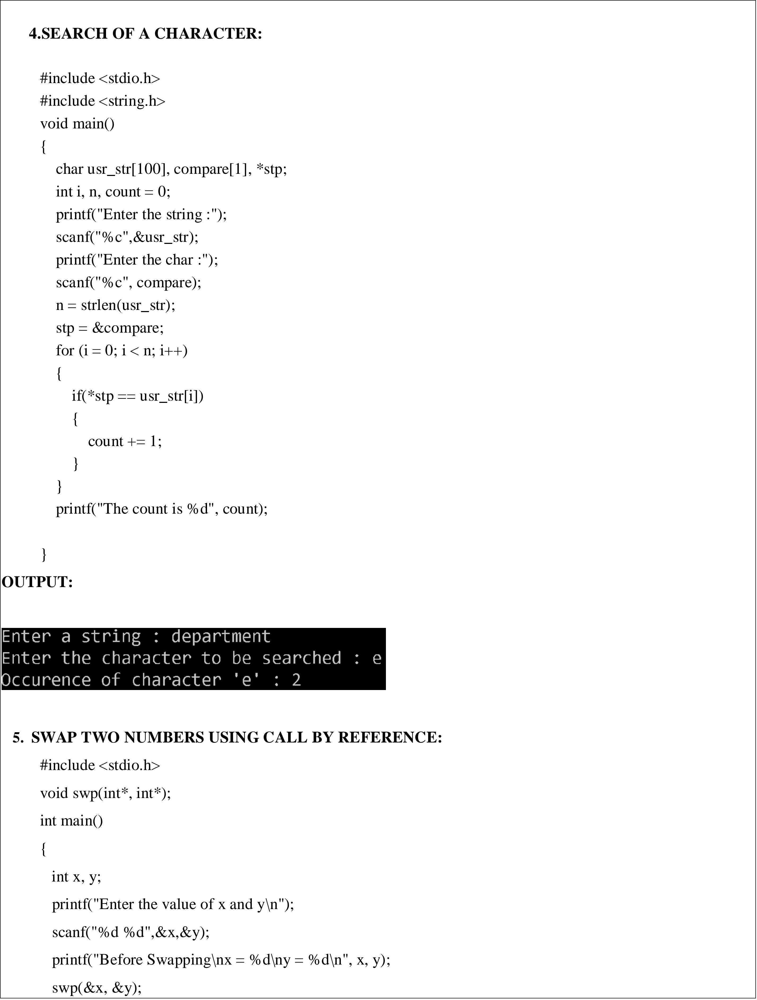 4.SEARCH OF A CHARACTER:
#include <stdio.h>
#include <string.h>
void main()
{
char usr_str[100], compare[1], *stp;
int i, n, count = 0;
printf("Enter the string :");
scanf("%c",&usr_str);
printf("Enter the char :");
scanf("%c", compare);
n = strlen(usr_str);
stp = &compare;
for (i = 0; i < n; i++)
{
if(*stp == usr_str[i])
{
count += 1;
}
}
printf("The count is %d", count);
}
OUTPUT:
Enter a string : department
Enter the character to be searched : e
Occurence of character 'e' : 2
5. SWAP TWO NUMBERS USING CALL BY REFERENCE:
#include <stdio.h>
void swp(int*, int*);
int main()
{
int x, y;
printf("Enter the value of x and y\n");
scanf("%d %d",&x,&y);
printf("Before Swapping\nx = %d\ny = %d\n", x, y);
swp(&x, &y);